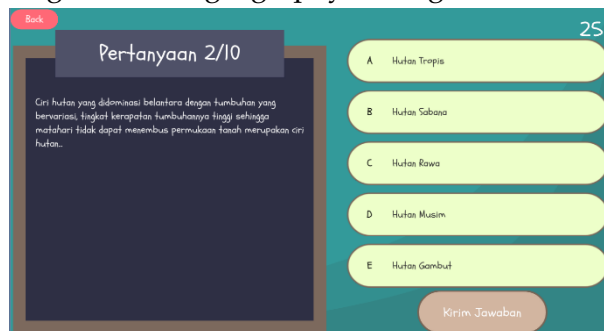 Back
25
Pertanyaan 2/10
Ciri hutan yang didominasi belantara dengan tumbuhan yang
bervariasi, tingkat kerapatan tumbuhannya tinggi sehingga
matahari tidak dapat menembus permukaan tanah merupakan ciri
hutan..
A Hutan Tropis
B Hutan Sabana
C Hutan Rawa
D Hutan Musim
E Hutan Gambut
Kirim Jawaban